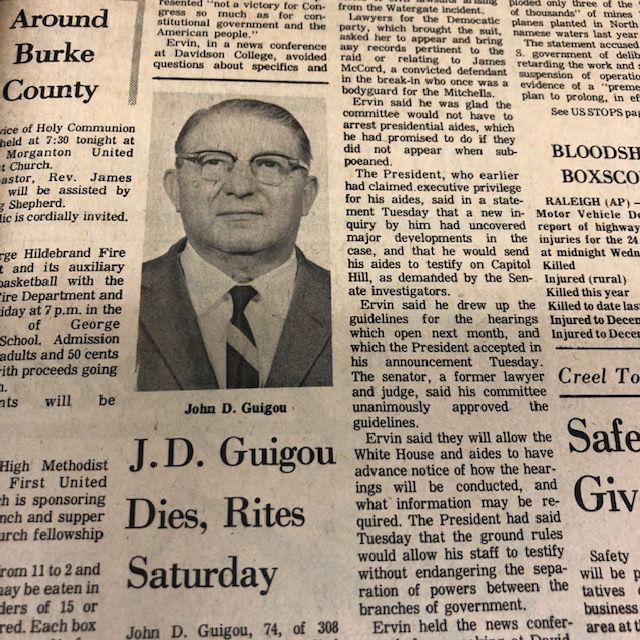 Around
Burke
County
vice of Holy Communion
held at 7:30 tonight at
Morganton United
t Church.
astor, Rev. James
will be assisted by
g Shepherd.
lic is cordially invited.
rge Hildebrand Fire
t and its auxiliary
basketball with the
Fire Department and
iday at 7 p.m. in the
of George
School. Admission
adults and 50 cents
with proceeds going
n.
nts will be
High Methodist
First United
ch is sponsoring
nch and supper
urch fellowship
from 11 to 2 and
may be eaten in
ders of 15 or
red. Each box
resented "not a victory for Con-
gress so much as for con-
stitutional government and the
American people."
Ervin, in a news conference
at Davidson College, avoided
questions about specifics and
John D. Guigou
J.D. Guigou
Dies, Rites
Saturday
John D. Guigou, 74, of 308
from the Watergate incident.
Lawyers for the Democratic
party, which brought the suit,
asked her to appear and bring
any records pertinent to the
raid or relating to James
McCord, a convicted defendant
in the break-in who once was a
bodyguard for the Mitchells.
Ervin said he was glad the
committee would not have to
arrest presidential aides, which
he had promised to do if they
did not appear when sub-
poenaed.
The President, who earlier
had claimed executive privilege
for his aides, said in a state-
ment Tuesday that a new in-
quiry by him had uncovered
major developments in the
case, and that he would send
his aides to testify on Capitol
Hill, as demanded by the Sen-
ate investigators.
Ervin said he drew up the
guidelines for the hearings
which open next month, and
which the President accepted in
his announcement Tuesday.
The senator, a former lawyer
and judge, said his committee
unanimously approved the
guidelines.
Ervin said they will allow the
White House and aides to have
advance notice of how the hear-
ings will be conducted, and
what information may be re-
quired. The President had said
Tuesday that the ground rules
would allow his staff to testify
without endangering the sepa-
ration of powers between the
branches of government.
Ervin held the news confer-
ploded only three of the
of thousands" of mines
planes planted in North
namese waters last year
The statement accused
S. government of delib
regarding the work and
suspension of operati
evidence of a "preme
plan to prolong, in ef
See US STOPS pa
BLOODSH
BOXSCO
RALEIGH (AP) —
Motor Vehicle De
report of highway
injuries for the 24
at midnight Wedn
Killed
Injured (rural)
Killed this year
Killed to date last
Injured to Decem
Injured to Decem
Creel To
Safe
Giv
Safety
will be p
tatives
business
area at